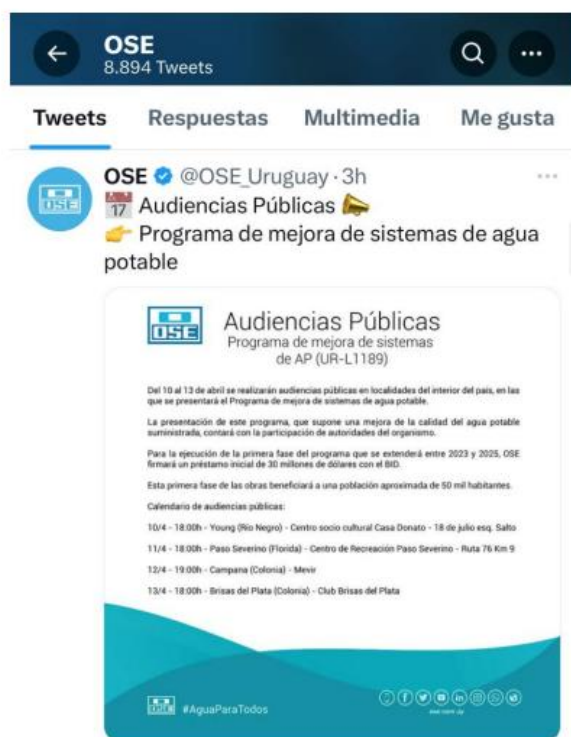 OSE
8.894 Tweets
Tweets Respuestas Multimedia Me gusta
OSE @OSE_Uruguay · 3h
17 Audiencias Públicas
Programa de mejora de sistemas de agua
potable
OSE
Audiencias Públicas
Programa de mejora de sistemas
de AP (UR-L1189)
Del 10 al 13 de abril se realizarán audiencias públicas en localidades del interior del país, en las
que se presentará el Programa de mejora de sistemas de agua potable.
La presentación de este programa, que supone una mejora de la calidad del agua potable
suministrada, contará con la participación de autoridades del organismo.
Para la ejecución de la primera fase del programa que se extenderá entre 2023 y 2025, OSE
firmará un préstamo inicial de 30 millones de dólares con el BID.
Esta primera fase de las obras beneficiará a una población aproximada de 50 mil habitantes.
Calendario de audiencias públicas:
10/4 - 18:00h - Young (Río Negro) - Centro socio cultural Casa Donato - 18 de julio esq. Salto
11/4 - 18:00h - Paso Severino (Florida) - Centro de Recreación Paso Severino - Ruta 76 Km 9
12/4 - 19:00h - Campana (Colonia) - Mevir
13/4 - 18:00h - Brisas del Plata (Colonia) - Club Brisas del Plata
OSE #AguaParaTodos
ose.com.uy